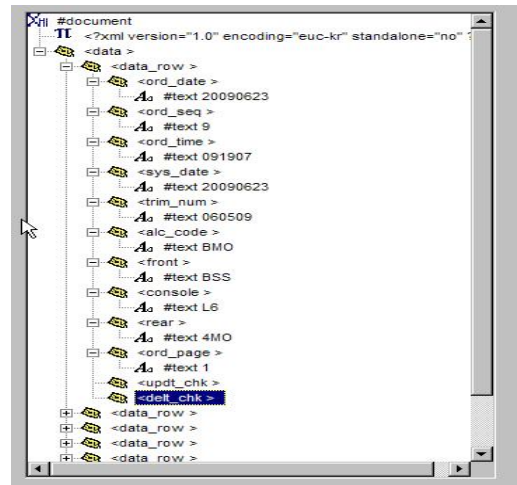 #document
<?xml version="1.0" encoding="euc-kr" standalone="no" ?
<data >
<data_row >
<ord_date >
#text 20090623
<ord_seq >
#text 9
<ord_time >
#text 091907
<sys_date >
#text 20090623
<trim_num >
#text 060509
<alc_code >
#text BMO
<front >
#text BSS
<console >
#text L6
<rear >
#text 4MO
<ord_page >
#text 1
<updt_chk >
<delt_chk >
<data_row >
<data_row >
<data_row >
<data_row >